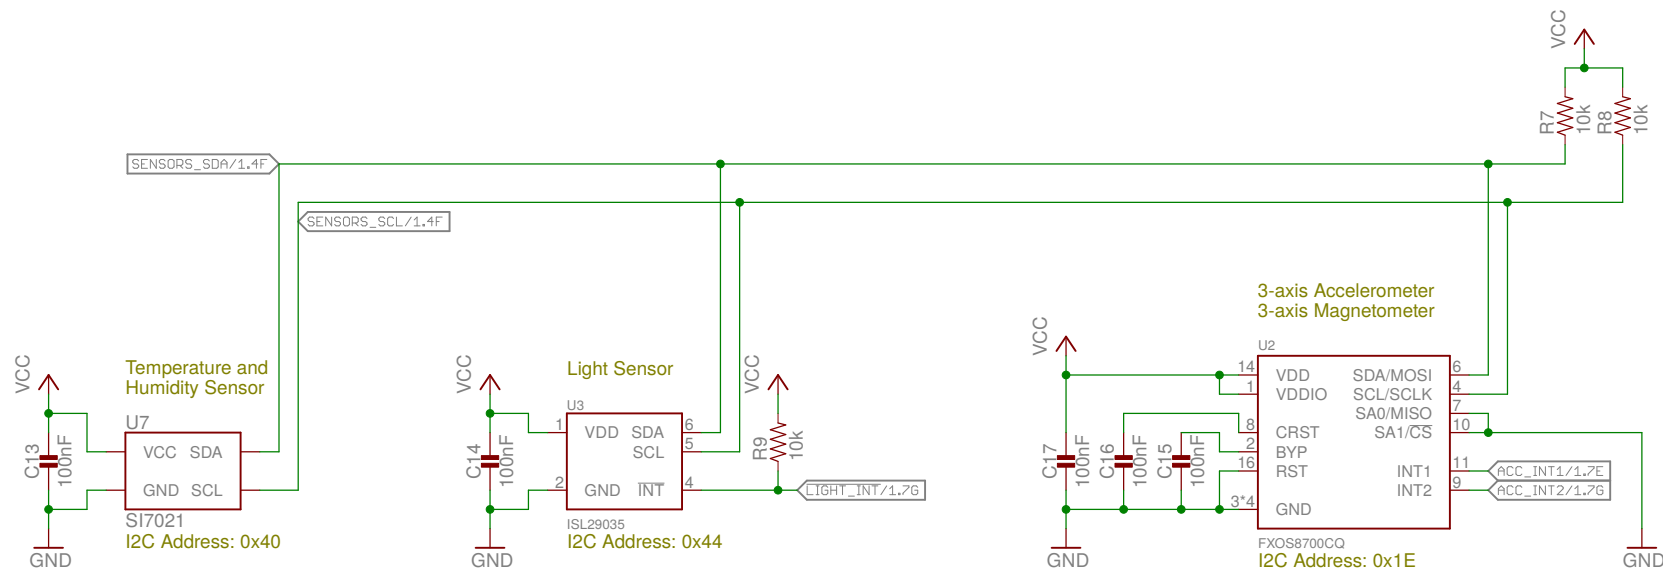 VCC
R7
10k
R8
10k
SENSORS_SDA/1.4F
SENSORS_SCL/1.4F
3-axis Accelerometer
3-axis Magnetometer
VCC
Temperature and
Humidity Sensor
U7
C13
100nF
VCC SDA
GND SCL
SI7021
I2C Address: 0x40
GND
VCC
Light Sensor
U3
C14
100nF
1 VDD SDA 6
SCL 5
2 GND INT 4
ISL29035
I2C Address: 0x44
GND
VCC
R9
10k
LIGHT_INT/1.7G
VCC
U2
C17
100nF
C16
100nF
C15
100nF
14 VDD SDA/MOSI 6
1 VDDIO SCL/SCLK 4
SA0/MISO 7
8 CRST SA1/CS 10
2 BYP
16 RST INT1 11
INT2 9
3*4 GND
ACC_INT1/1.7E
ACC_INT2/1.7G
FXOS8700CQ
I2C Address: 0x1E
GND
GND